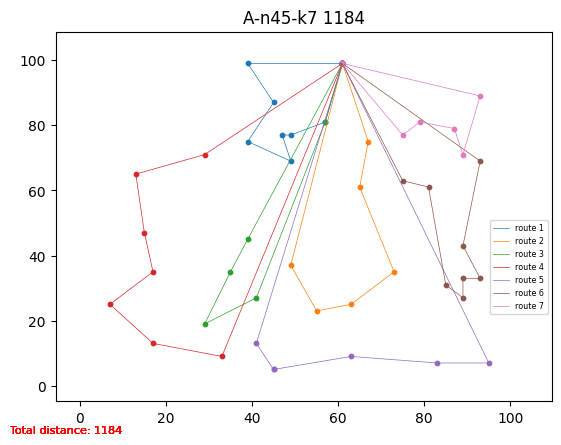 A-n45-k7 1184
100
80
60
40
20
0
0 20 40 60 80 100
route 1
route 2
route 3
route 4
route 5
route 6
route 7
Total distance: 1184